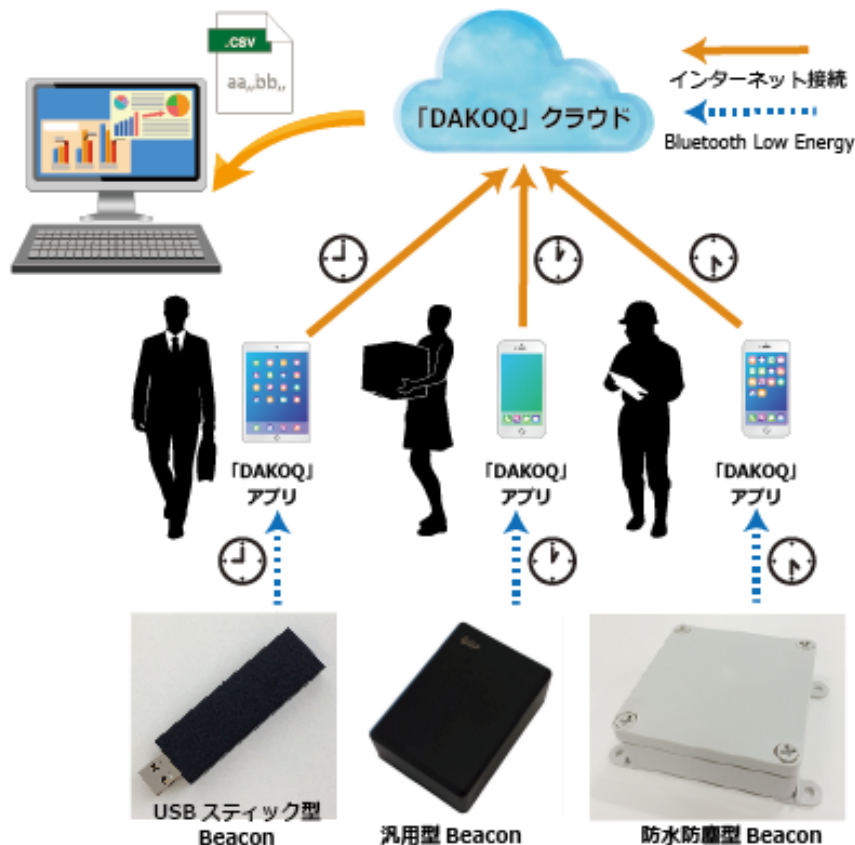 .CSV
aa,,bb,,
「DAKOQ」クラウド
インターネット接続
Bluetooth Low Energy
「DAKOQ」
アプリ
「DAKOQ」
アプリ
「DAKOQ」
アプリ
USB スティック型
Beacon
汎用型 Beacon
防水防塵型 Beacon